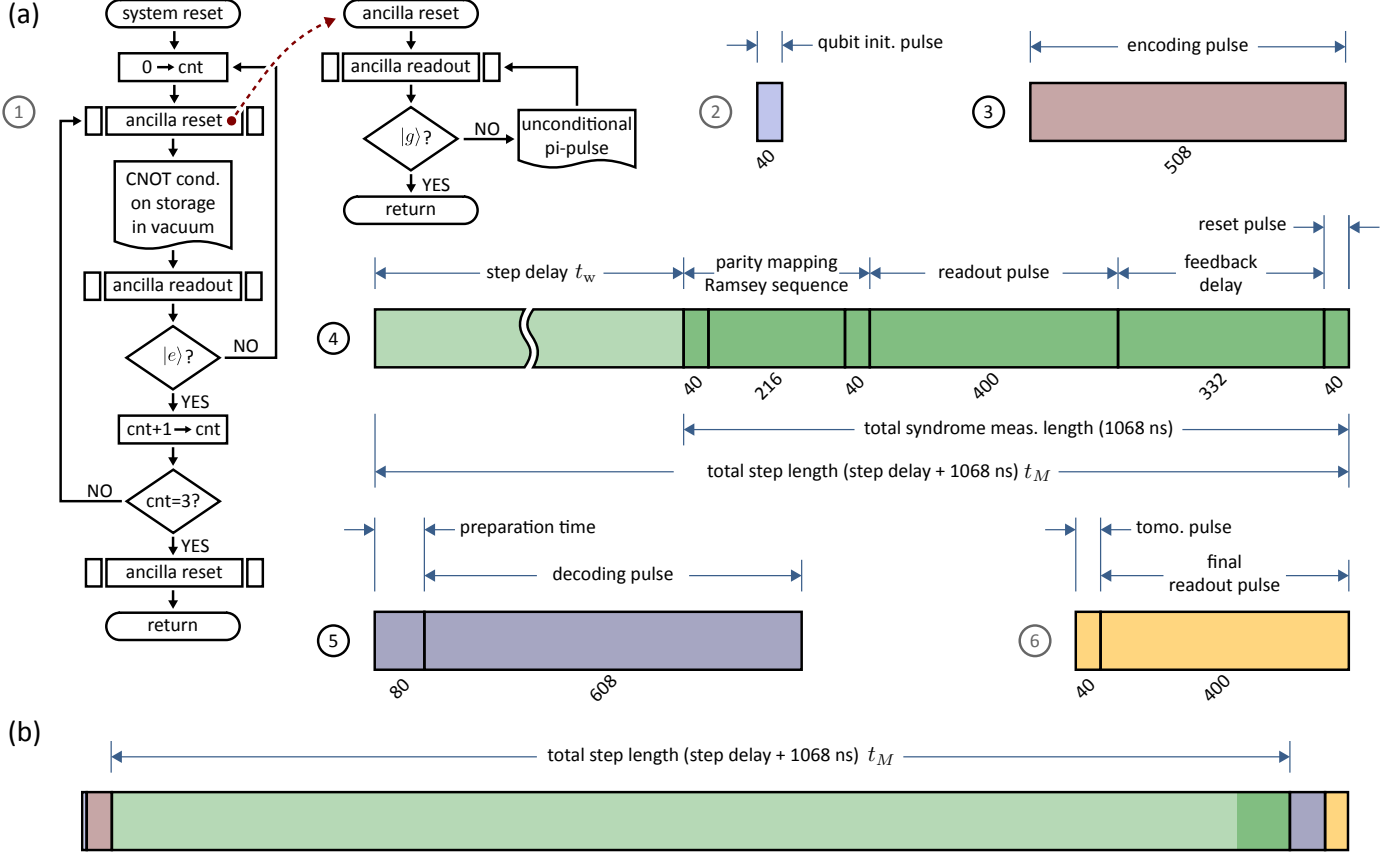 (a)
system reset
0 → cnt
1
ancilla reset
CNOT cond.
on storage
in vacuum
ancilla readout
|e⟩?
NO
YES
cnt+1 → cnt
NO
cnt=3?
YES
ancilla reset
return
ancilla reset
ancilla readout
|g⟩?
NO
unconditional
pi-pulse
YES
return
qubit init. pulse
2
40
encoding pulse
3
508
reset pulse
step delay t_w
parity mapping
Ramsey sequence
readout pulse
feedback
delay
4
40
216
40
400
332
40
total syndrome meas. length (1068 ns)
total step length (step delay + 1068 ns) t_M
preparation time
decoding pulse
5
80
608
tomo. pulse
final
readout pulse
6
40
400
(b)
total step length (step delay + 1068 ns) t_M